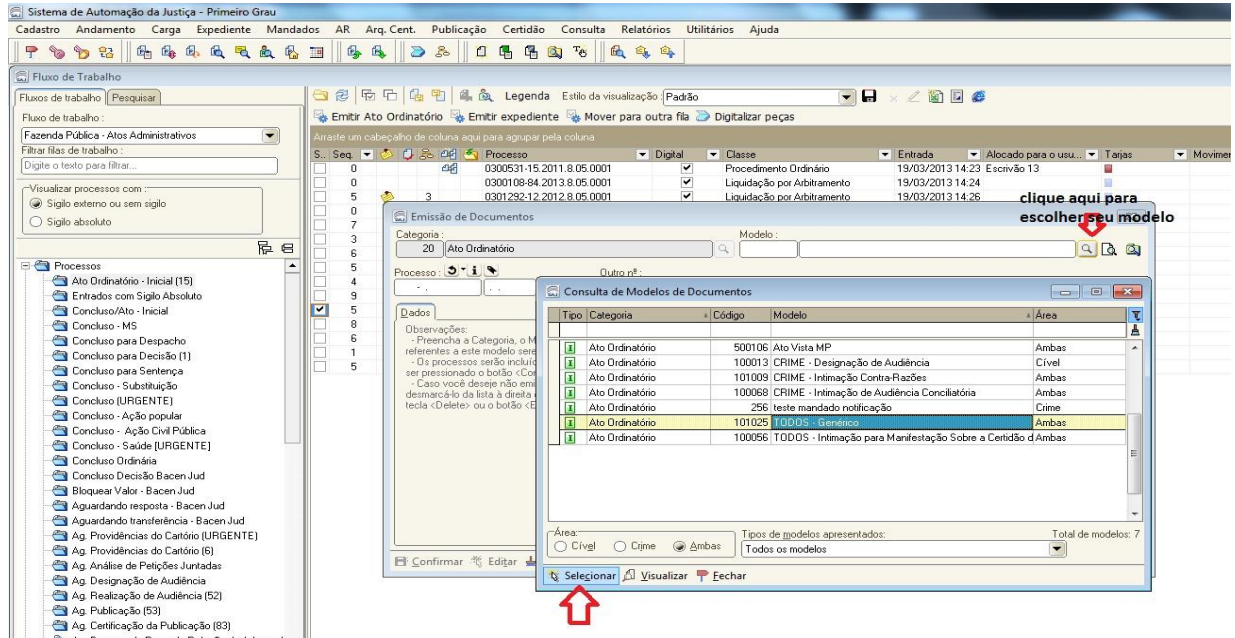 Sistema de Automação da Justiça - Primeiro Grau
Cadastro Andamento Carga Expediente Mandados AR Arq. Cent. Publicação Certidão Consulta Relatórios Utilitários Ajuda
Fluxo de Trabalho
Fluxos de trabalho Pesquisar
Legenda Estilo da visualização : Padrão
Fluxo de trabalho :
Emitir Ato Ordinatório Emitir expediente Mover para outra fila Digitalizar peças
Fazenda Pública - Atos Administrativos
Arraste um cabeçalho de coluna aqui para agrupar pela coluna
Filtrar filas de trabalho :
Digite o texto para filtrar...
S.. Seq. Processo Digital Classe Entrada Alocado para o usu... Tarjas Movimen
0 0300531-15.2011.8.05.0001 Procedimento Ordinário 19/03/2013 14:23 Escrivão 13
0 0300108-84.2013.8.05.0001 Liquidação por Arbitramento 19/03/2013 14:24
5 3 0301292-12.2012.8.05.0001 Liquidação por Arbitramento 19/03/2013 14:26
0
7
3
6
5
4
9
5
8
6
1
5
Visualizar processos com :
Sigilo externo ou sem sigilo
Sigilo absoluto
Processos
Ato Ordinatório - Inicial (15)
Entrados com Sigilo Absoluto
Concluso/Ato - Inicial
Concluso - MS
Concluso para Despacho
Concluso para Decisão (1)
Concluso para Sentença
Concluso - Substituição
Concluso (URGENTE)
Concluso - Ação popular
Concluso - Ação Civil Pública
Concluso - Saúde [URGENTE]
Concluso Ordinária
Concluso Decisão Bacen Jud
Bloquear Valor - Bacen Jud
Aguardando resposta - Bacen Jud
Aguardando transferência - Bacen Jud
Ag. Providências do Cartório (URGENTE)
Ag. Providências do Cartório (6)
Ag. Análise de Petições Juntadas
Ag. Designação de Audiência
Ag. Realização de Audiência (52)
Ag. Publicação (53)
Ag. Certificação da Publicação (83)
clique aqui para
escolher seu modelo
Emissão de Documentos
Categoria : Modelo :
20 Ato Ordinatório
Processo : Outro nº :
Dados
Observações:
- Preencha a Categoria, o M
referentes a este modelo sere
- Os processos serão incluíd
ser pressionado o botão <Con
- Caso você deseje não emi
desmarcá-lo da lista à direita
tecla <Delete> ou o botão <E
Confirmar Editar
Consulta de Modelos de Documentos
Tipo Categoria Código Modelo Área
Ato Ordinatório 500106 Ato Vista MP Ambas
Ato Ordinatório 100013 CRIME - Designação de Audiência Cível
Ato Ordinatório 101009 CRIME - Intimação Contra-Razões Ambas
Ato Ordinatório 100068 CRIME - Intimação de Audiência Conciliatória Ambas
Ato Ordinatório 256 teste mandado notificação Crime
Ato Ordinatório 101025 TODOS - Genérico Ambas
Ato Ordinatório 100056 TODOS - Intimação para Manifestação Sobre a Certidão d Ambas
Área: Tipos de modelos apresentados: Total de modelos: 7
Cível Crime Ambas Todos os modelos
Selecionar Visualizar Fechar